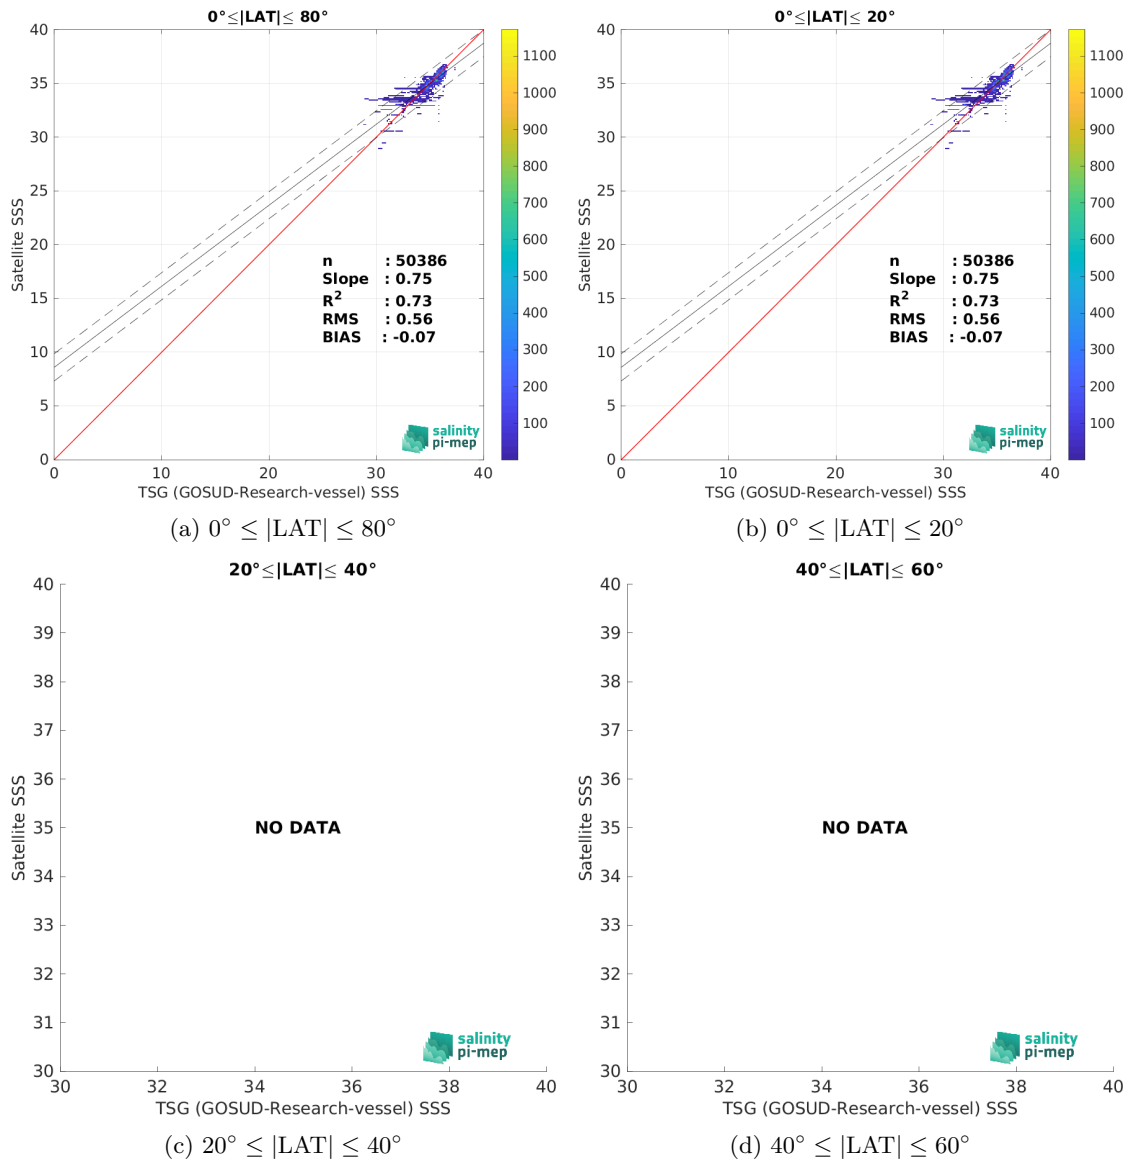 0°≤|LAT|≤ 80°
Satellite SSS
40
35
30
25
20
15
10
5
0
0
10
20
30
40
TSG (GOSUD-Research-vessel) SSS
n : 50386
Slope : 0.75
R² : 0.73
RMS : 0.56
BIAS : -0.07
salinity
pi-mep
1100
1000
900
800
700
600
500
400
300
200
100
(a) 0° ≤ |LAT| ≤ 80°
0°≤|LAT|≤ 20°
Satellite SSS
40
35
30
25
20
15
10
5
0
0
10
20
30
40
TSG (GOSUD-Research-vessel) SSS
n : 50386
Slope : 0.75
R² : 0.73
RMS : 0.56
BIAS : -0.07
salinity
pi-mep
1100
1000
900
800
700
600
500
400
300
200
100
(b) 0° ≤ |LAT| ≤ 20°
20°≤|LAT|≤ 40°
Satellite SSS
40
39
38
37
36
35
34
33
32
31
30
NO DATA
salinity
pi-mep
30
32
34
36
38
40
TSG (GOSUD-Research-vessel) SSS
(c) 20° ≤ |LAT| ≤ 40°
40°≤|LAT|≤ 60°
Satellite SSS
40
39
38
37
36
35
34
33
32
31
30
NO DATA
salinity
pi-mep
30
32
34
36
38
40
TSG (GOSUD-Research-vessel) SSS
(d) 40° ≤ |LAT| ≤ 60°